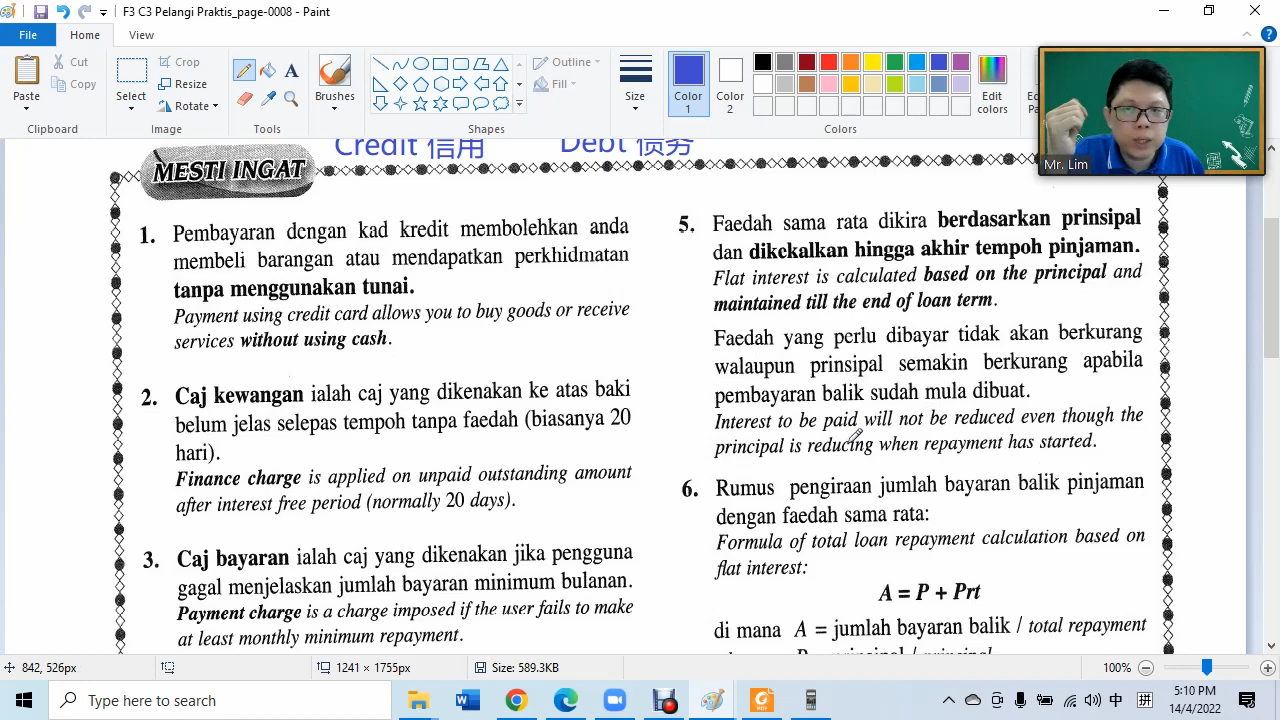 F3 C3 Pelangi Praktis_page-0008 - Paint
File
Home
View
Paste
Cut
Copy
Clipboard
Select
Crop
Resize
Rotate
Image
Tools
Brushes
Shapes
Outline
Fill
Size
Color 1
Color 2
Colors
Edit colors
Mr. Lim
Credit 信用
Debt 债务
MESTI INGAT
1. Pembayaran dengan kad kredit membolehkan anda
membeli barangan atau mendapatkan perkhidmatan
tanpa menggunakan tunai.
Payment using credit card allows you to buy goods or receive
services without using cash.
2. Caj kewangan ialah caj yang dikenakan ke atas baki
belum jelas selepas tempoh tanpa faedah (biasanya 20
hari).
Finance charge is applied on unpaid outstanding amount
after interest free period (normally 20 days).
3. Caj bayaran ialah caj yang dikenakan jika pengguna
gagal menjelaskan jumlah bayaran minimum bulanan.
Payment charge is a charge imposed if the user fails to make
at least monthly minimum repayment.
5. Faedah sama rata dikira berdasarkan prinsipal
dan dikekalkan hingga akhir tempoh pinjaman.
Flat interest is calculated based on the principal and
maintained till the end of loan term.
Faedah yang perlu dibayar tidak akan berkurang
walaupun prinsipal semakin berkurang apabila
pembayaran balik sudah mula dibuat.
Interest to be paid will not be reduced even though the
principal is reducing when repayment has started.
6. Rumus pengiraan jumlah bayaran balik pinjaman
dengan faedah sama rata:
Formula of total loan repayment calculation based on
flat interest:
A = P + Prt
di mana A = jumlah bayaran balik / total repayment
842, 526px
1241 × 1755px
Size: 589.3KB
100%
Type here to search
中
拼
5:10 PM
14/4/2022